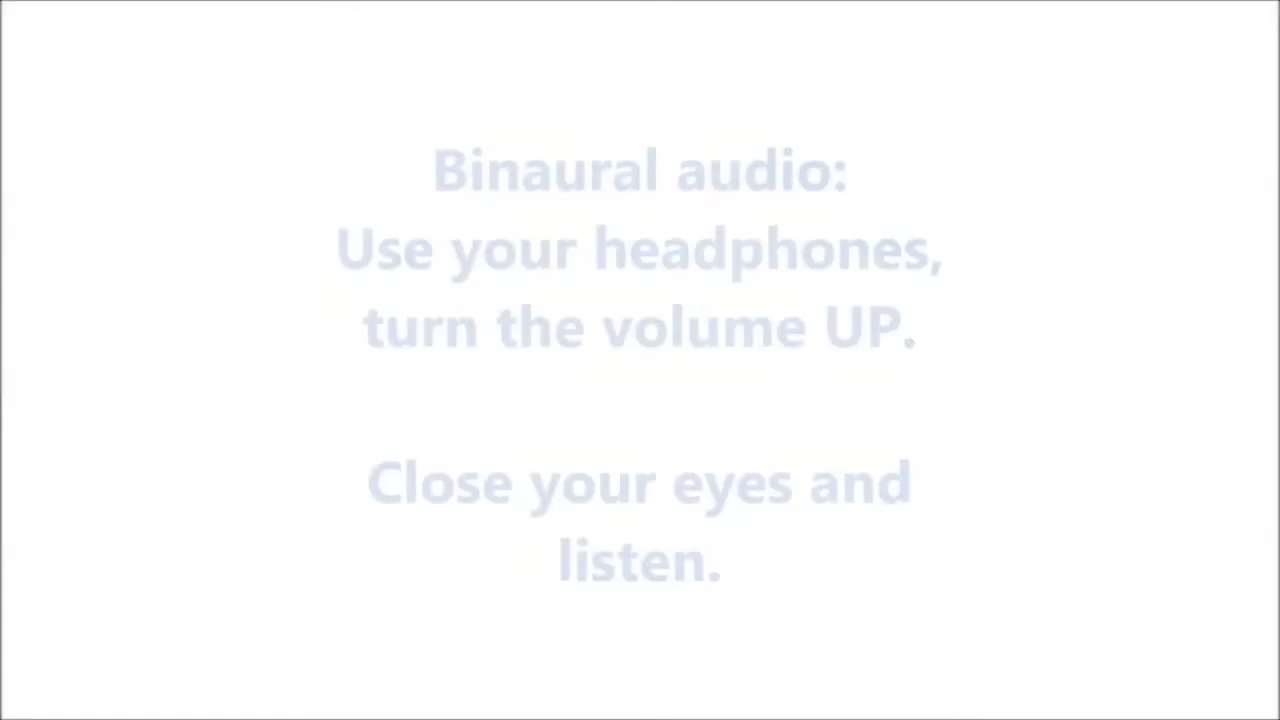 Binaural audio:
Use your headphones,
turn the volume UP.
Close your eyes and
listen.